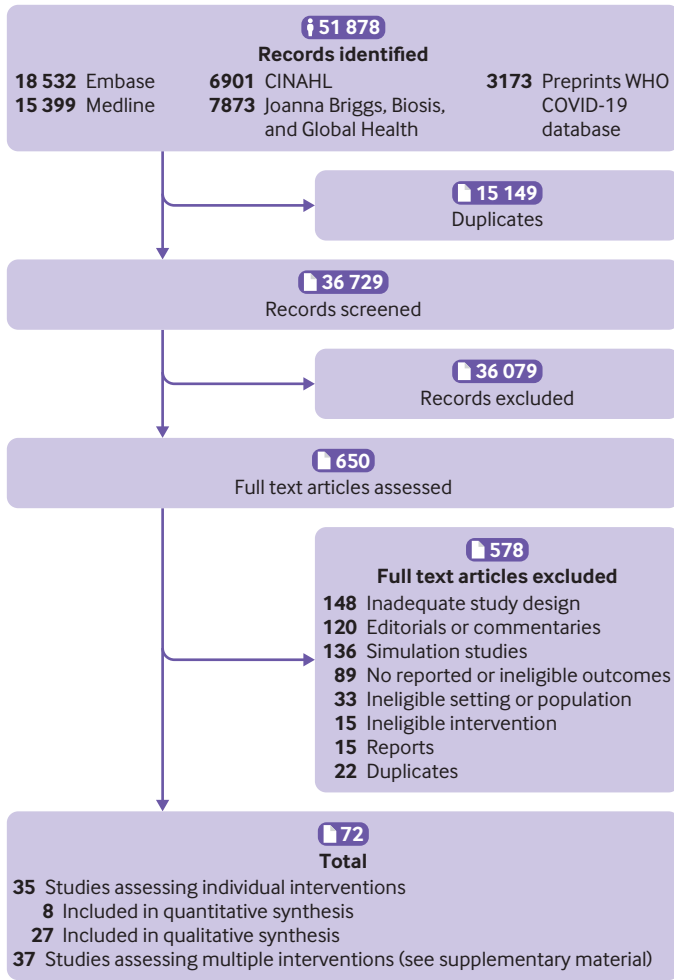 51 878
Records identified
18 532 Embase
15 399 Medline
6901 CINAHL
7873 Joanna Briggs, Biosis,
and Global Health
3173 Preprints WHO
COVID-19
database
15 149
Duplicates
36 729
Records screened
36 079
Records excluded
650
Full text articles assessed
578
Full text articles excluded
148 Inadequate study design
120 Editorials or commentaries
136 Simulation studies
89 No reported or ineligible outcomes
33 Ineligible setting or population
15 Ineligible intervention
15 Reports
22 Duplicates
72
Total
35 Studies assessing individual interventions
8 Included in quantitative synthesis
27 Included in qualitative synthesis
37 Studies assessing multiple interventions (see supplementary material)